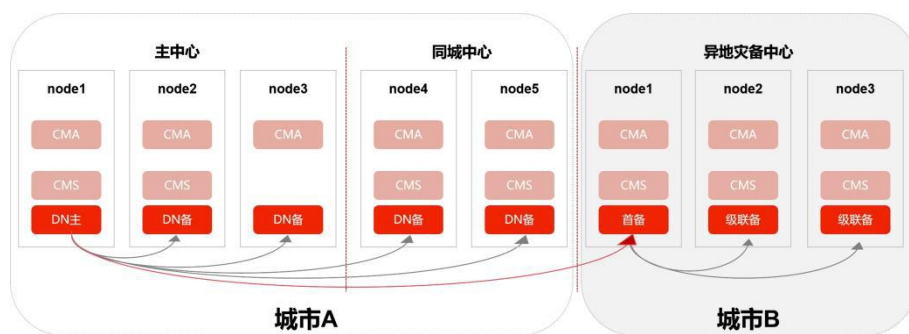 主中心
同城中心
异地灾备中心
node1
node2
node3
node4
node5
node1
node2
node3
CMA
CMA
CMA
CMA
CMA
CMA
CMA
CMA
CMS
CMS
CMS
CMS
CMS
CMS
CMS
DN主
DN备
DN备
DN备
DN备
首备
级联备
级联备
城市A
城市B